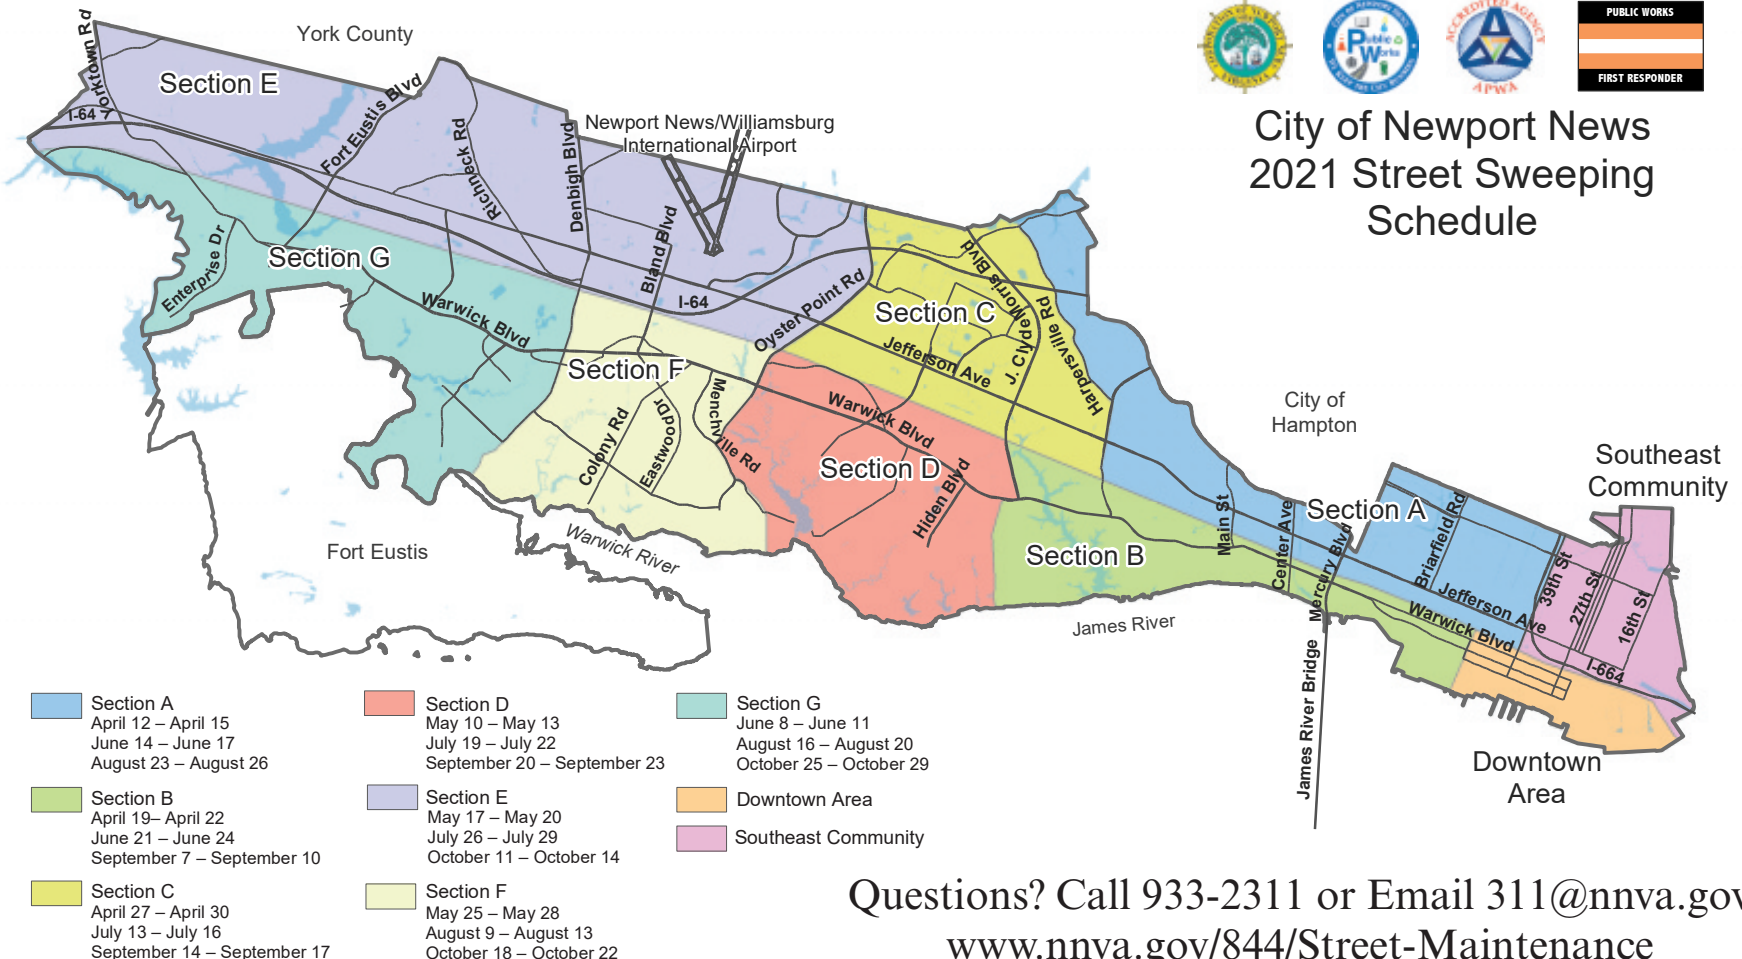 PUBLIC WORKS
FIRST RESPONDER
Public
Works
ACCREDITED AGENCY
APWA
City of Newport News
2021 Street Sweeping
Schedule
York County
Yorktown Rd
Section E
I-64
Fort Eustis Blvd
Richneck Rd
Denbigh Blvd
Newport News/Williamsburg
International Airport
Bland Blvd
I-64
Oyster Point Rd
Enterprise Dr
Section G
Warwick Blvd
Section F
Colony Rd
Eastwood Dr
Menchville Rd
Section C
Jefferson Ave
J. Clyde Morris Blvd
Harpersville Rd
Warwick Blvd
Section D
Hiden Blvd
Section B
City of
Hampton
Main St
Center Ave
Section A
Mercury Blvd
Briarfield Rd
Jefferson Ave
Warwick Blvd
Southeast
Community
39th St
27th St
16th St
I-664
Fort Eustis
Warwick River
James River
James River Bridge
Downtown
Area
Section A
April 12 – April 15
June 14 – June 17
August 23 – August 26
Section B
April 19– April 22
June 21 – June 24
September 7 – September 10
Section C
April 27 – April 30
July 13 – July 16
September 14 – September 17
Section D
May 10 – May 13
July 19 – July 22
September 20 – September 23
Section E
May 17 – May 20
July 26 – July 29
October 11 – October 14
Section F
May 25 – May 28
August 9 – August 13
October 18 – October 22
Section G
June 8 – June 11
August 16 – August 20
October 25 – October 29
Downtown Area
Southeast Community
Questions? Call 933-2311 or Email 311@nnva.gov
www.nnva.gov/844/Street-Maintenance